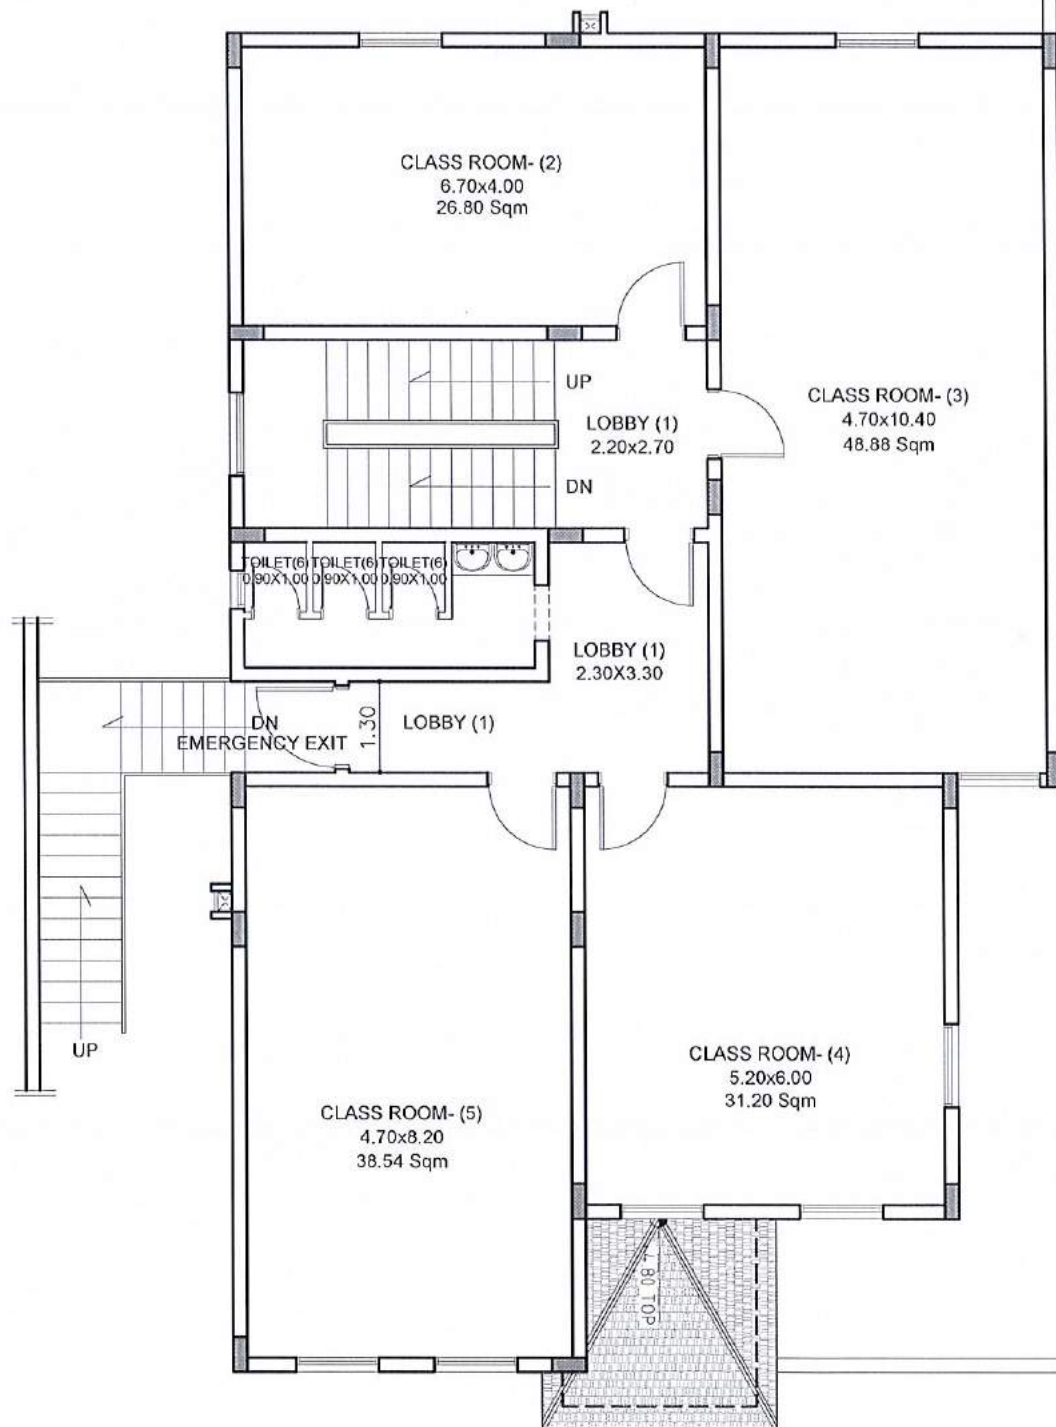 CLASS ROOM- (2)
6.70x4.00
26.80 Sqm
CLASS ROOM- (3)
4.70x10.40
48.88 Sqm
UP
LOBBY (1)
2.20x2.70
DN
TOILET(6)
0.90X1.00
TOILET(6)
0.90X1.00
TOILET(6)
0.90X1.00
LOBBY (1)
2.30X3.30
DN
EMERGENCY EXIT
1.30
LOBBY (1)
UP
CLASS ROOM- (4)
5.20x6.00
31.20 Sqm
CLASS ROOM- (5)
4.70x8.20
38.54 Sqm
80 TOP